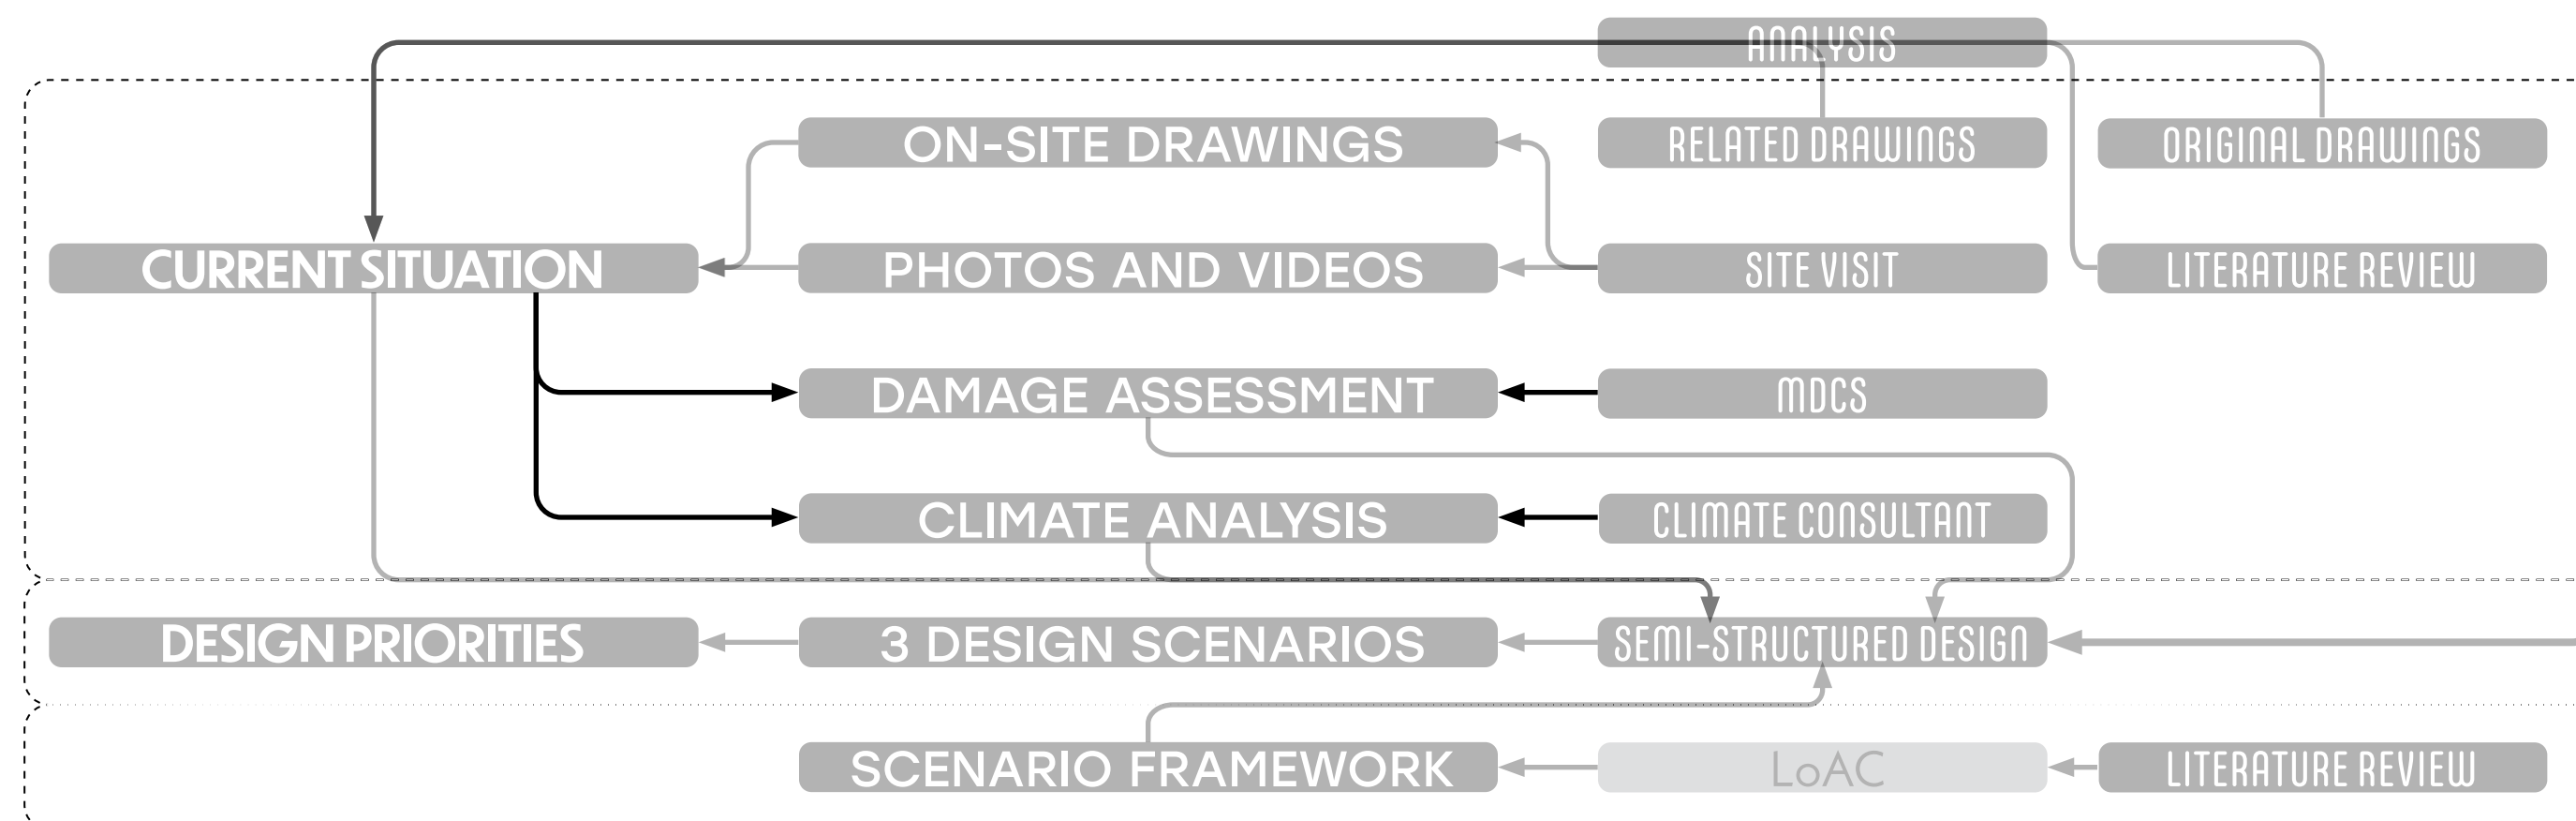 ANALYSIS
ON-SITE DRAWINGS
RELATED DRAWINGS
ORIGINAL DRAWINGS
CURRENT SITUATION
PHOTOS AND VIDEOS
SITE VISIT
LITERATURE REVIEW
DAMAGE ASSESSMENT
MDCS
CLIMATE ANALYSIS
CLIMATE CONSULTANT
DESIGN PRIORITIES
3 DESIGN SCENARIOS
SEMI-STRUCTURED DESIGN
SCENARIO FRAMEWORK
LoAC
LITERATURE REVIEW